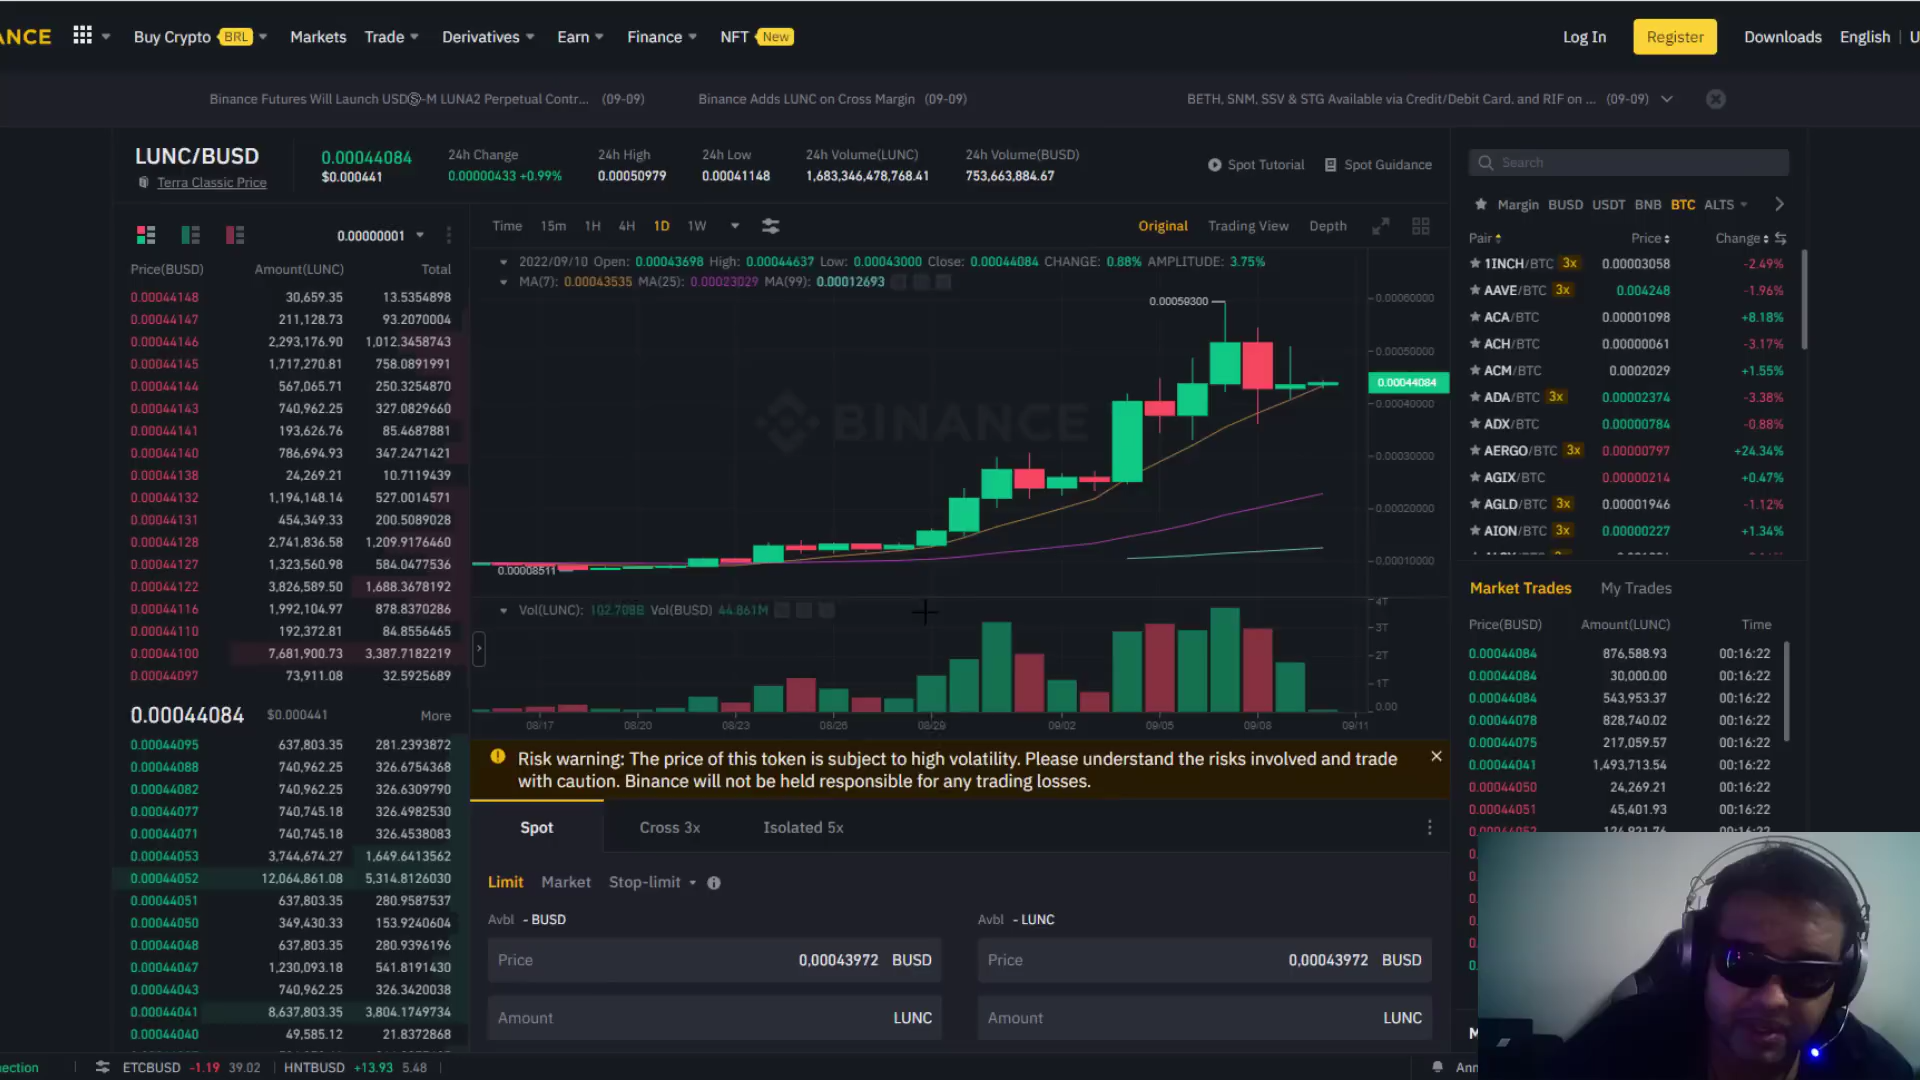 NCE
Buy Crypto BRL
Markets
Trade
Derivatives
Earn
Finance
NFT New
Log In
Register
Downloads
English
Binance Futures Will Launch USDⓈ-M LUNA2 Perpetual Contr... (09-09)
Binance Adds LUNC on Cross Margin (09-09)
BETH, SNM, SSV & STG Available via Credit/Debit Card, and RIF on ... (09-09)
LUNC/BUSD
Terra Classic Price
0.00044084
$0.000441
24h Change
0.00000433 +0.99%
24h High
0.00050979
24h Low
0.00041148
24h Volume(LUNC)
1,683,346,478,768.41
24h Volume(BUSD)
753,663,884.67
Spot Tutorial
Spot Guidance
0.00000001
Price(BUSD) Amount(LUNC) Total
0.00044148 30,659.35 13.5354898
0.00044147 211,128.73 93.2070004
0.00044146 2,293,176.90 1,012.3458743
0.00044145 1,717,270.81 758.0891991
0.00044144 567,065.71 250.3254870
0.00044143 740,962.25 327.0829660
0.00044141 193,626.76 85.4687881
0.00044140 786,694.93 347.2471421
0.00044138 24,269.21 10.7119439
0.00044132 1,194,148.14 527.0014571
0.00044131 454,349.33 200.5089028
0.00044128 2,741,836.58 1,209.9176460
0.00044127 1,323,560.98 584.0477536
0.00044122 3,826,589.50 1,688.3678192
0.00044116 1,992,104.97 878.8370286
0.00044110 192,372.81 84.8556465
0.00044100 7,681,900.73 3,387.7182219
0.00044097 73,911.08 32.5925689
0.00044084 $0.000441 More
0.00044095 637,803.35 281.2393872
0.00044088 740,962.25 326.6754368
0.00044082 740,962.25 326.6309790
0.00044077 740,745.18 326.4982530
0.00044071 740,745.18 326.4538083
0.00044053 3,744,674.27 1,649.6413562
0.00044052 12,064,861.08 5,314.8126030
0.00044051 637,803.35 280.9587537
0.00044050 349,430.33 153.9240604
0.00044048 637,803.35 280.9396196
0.00044047 1,230,093.18 541.8191430
0.00044043 740,962.25 326.3420038
0.00044041 8,637,803.35 3,804.1749734
0.00044040 49,585.12 21.8372868
Time 15m 1H 4H 1D 1W
Original Trading View Depth
2022/09/10 Open: 0.00043698 High: 0.00044637 Low: 0.00043000 Close: 0.00044084 CHANGE: 0.88% AMPLITUDE: 3.75%
MA(7): 0.00043535 MA(25): 0.00023029 MA(99): 0.00012693
0.00059300
0.00060000
0.00050000
0.00044084
0.00040000
0.00030000
0.00020000
0.00010000
BINANCE
0.00008511
Vol(LUNC): 102.709B Vol(BUSD) 44.861M
4T
3T
2T
1T
0.00
08/17 08/20 08/23 08/26 08/29 09/02 09/05 09/08 09/11
Risk warning: The price of this token is subject to high volatility. Please understand the risks involved and trade
with caution. Binance will not be held responsible for any trading losses.
Spot Cross 3x Isolated 5x
Limit Market Stop-limit
Avbl - BUSD
Avbl - LUNC
Price 0,00043972 BUSD
Price 0,00043972 BUSD
Amount LUNC
Amount LUNC
Search
Margin BUSD USDT BNB BTC ALTS
Pair Price Change
1INCH/BTC 3x 0.00003058 -2.49%
AAVE/BTC 3x 0.004248 -1.96%
ACA/BTC 0.00001098 +8.18%
ACH/BTC 0.00000061 -3.17%
ACM/BTC 0.0002029 +1.55%
ADA/BTC 3x 0.00002374 -3.38%
ADX/BTC 0.00000784 -0.88%
AERGO/BTC 3x 0.00000797 +24.34%
AGIX/BTC 0.00000214 +0.47%
AGLD/BTC 3x 0.00001946 -1.12%
AION/BTC 3x 0.00000227 +1.34%
Market Trades My Trades
Price(BUSD) Amount(LUNC) Time
0.00044084 876,588.93 00:16:22
0.00044084 30,000.00 00:16:22
0.00044084 543,953.37 00:16:22
0.00044078 828,740.02 00:16:22
0.00044075 217,059.57 00:16:22
0.00044041 1,493,713.54 00:16:22
0.00044050 24,269.21 00:16:22
0.00044051 45,401.93 00:16:22
ETCBUSD -1.19 39.02
HNTBUSD +13.93 5.48